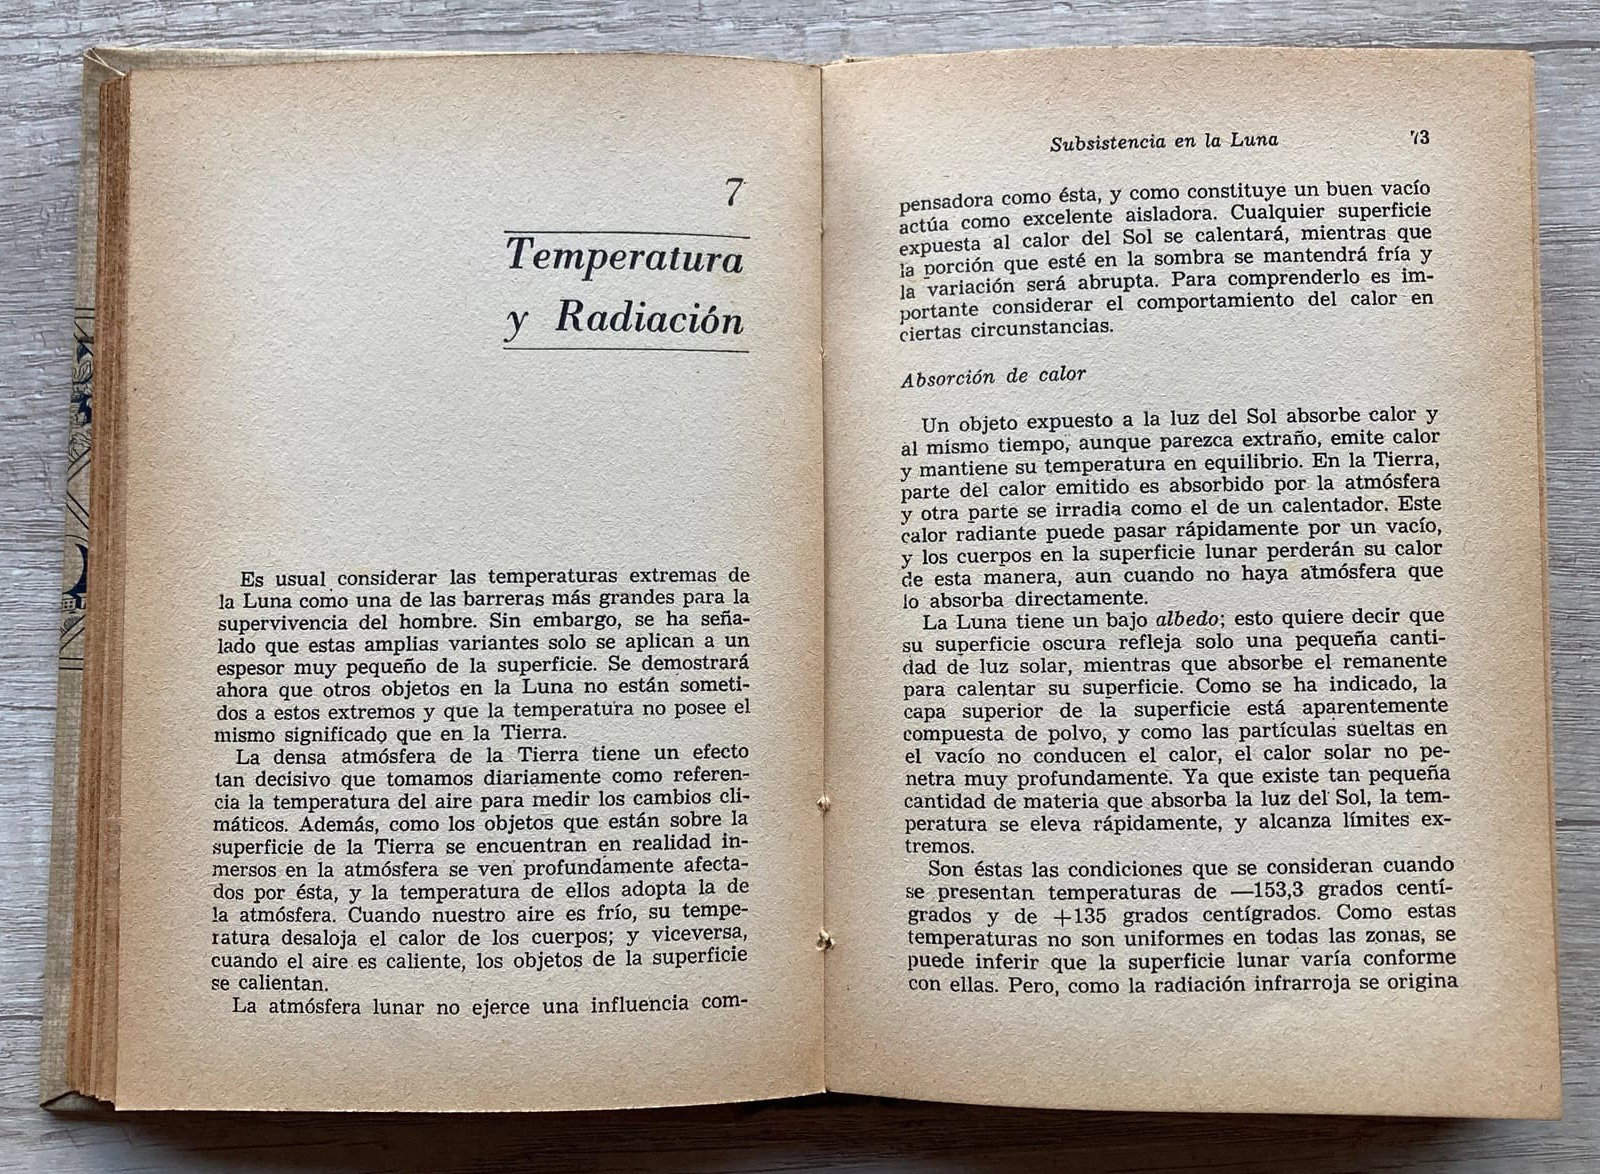 7
Temperatura
y Radiación
Es usual considerar las temperaturas extremas de
la Luna como una de las barreras más grandes para la
supervivencia del hombre. Sin embargo, se ha seña-
lado que estas amplias variantes solo se aplican a un
espesor muy pequeño de la superficie. Se demostrará
ahora que otros objetos en la Luna no están someti-
dos a estos extremos y que la temperatura no posee el
mismo significado que en la Tierra.
La densa atmósfera de la Tierra tiene un efecto
tan decisivo que tomamos diariamente como referen-
cia la temperatura del aire para medir los cambios cli-
máticos. Además, como los objetos que están sobre la
superficie de la Tierra se encuentran en realidad in-
mersos en la atmósfera se ven profundamente afecta-
dos por ésta, y la temperatura de ellos adopta la de
la atmósfera. Cuando nuestro aire es frío, su tempe-
ratura desaloja el calor de los cuerpos; y viceversa,
cuando el aire es caliente, los objetos de la superficie
se calientan.
La atmósfera lunar no ejerce una influencia com-
Subsistencia en la Luna 73
pensadora como ésta, y como constituye un buen vacío
actúa como excelente aisladora. Cualquier superficie
expuesta al calor del Sol se calentará, mientras que
la porción que esté en la sombra se mantendrá fría y
la variación será abrupta. Para comprenderlo es im-
portante considerar el comportamiento del calor en
ciertas circunstancias.
Absorción de calor
Un objeto expuesto a la luz del Sol absorbe calor y
al mismo tiempo, aunque parezca extraño, emite calor
y mantiene su temperatura en equilibrio. En la Tierra,
parte del calor emitido es absorbido por la atmósfera
y otra parte se irradia como el de un calentador. Este
calor radiante puede pasar rápidamente por un vacío,
y los cuerpos en la superficie lunar perderán su calor
de esta manera, aun cuando no haya atmósfera que
lo absorba directamente.
La Luna tiene un bajo albedo; esto quiere decir que
su superficie oscura refleja solo una pequeña canti-
dad de luz solar, mientras que absorbe el remanente
para calentar su superficie. Como se ha indicado, la
capa superior de la superficie está aparentemente
compuesta de polvo, y como las partículas sueltas en
el vacío no conducen el calor, el calor solar no pe-
netra muy profundamente. Ya que existe tan pequeña
cantidad de materia que absorba la luz del Sol, la tem-
peratura se eleva rápidamente, y alcanza límites ex-
tremos.
Son éstas las condiciones que se consideran cuando
se presentan temperaturas de —153,3 grados centí-
grados y de +135 grados centígrados. Como estas
temperaturas no son uniformes en todas las zonas, se
puede inferir que la superficie lunar varía conforme
con ellas. Pero, como la radiación infrarroja se origina